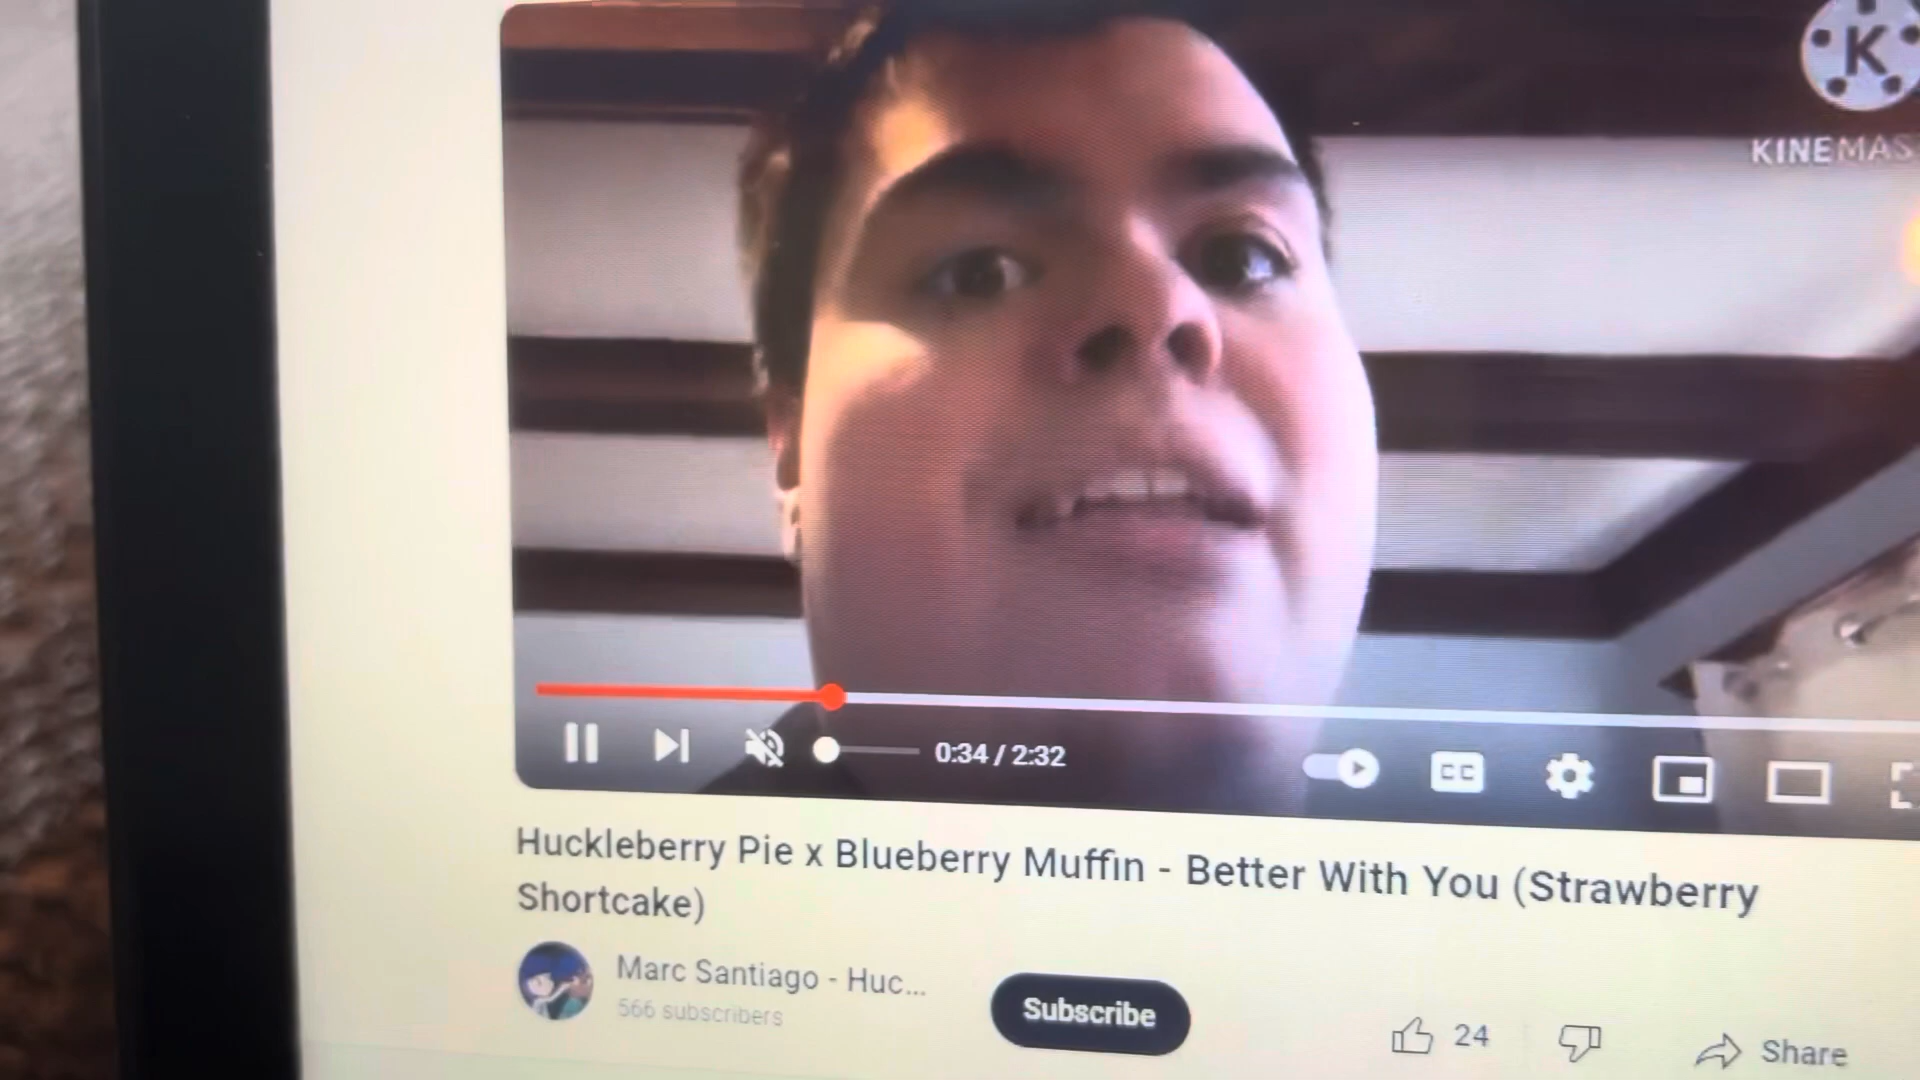 K
KINEMAS
0:34 / 2:32
CC
Huckleberry Pie x Blueberry Muffin - Better With You (Strawberry
Shortcake)
Marc Santiago - Huc...
566 subscribers
Subscribe
24
Share